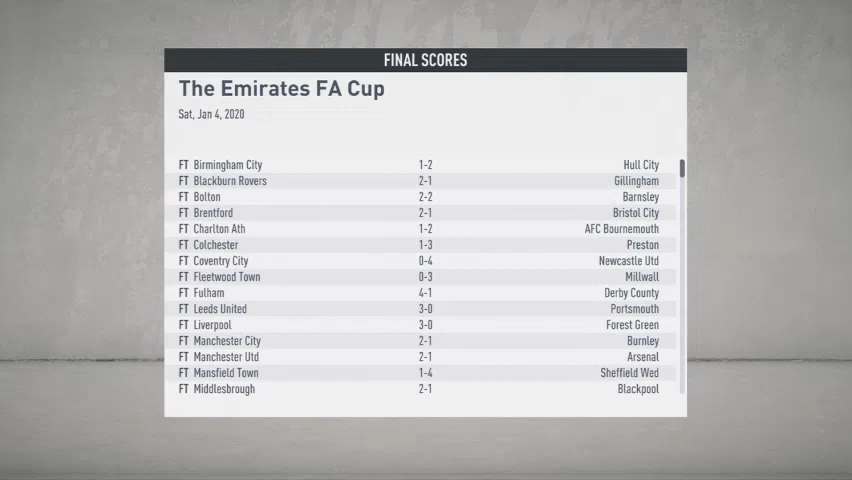 FINAL SCORES
The Emirates FA Cup
Sat, Jan 4, 2020
FT Birmingham City 1-2 Hull City
FT Blackburn Rovers 2-1 Gillingham
FT Bolton 2-2 Barnsley
FT Brentford 2-1 Bristol City
FT Charlton Ath 1-2 AFC Bournemouth
FT Colchester 1-3 Preston
FT Coventry City 0-4 Newcastle Utd
FT Fleetwood Town 0-3 Millwall
FT Fulham 4-1 Derby County
FT Leeds United 3-0 Portsmouth
FT Liverpool 3-0 Forest Green
FT Manchester City 2-1 Burnley
FT Manchester Utd 2-1 Arsenal
FT Mansfield Town 1-4 Sheffield Wed
FT Middlesbrough 2-1 Blackpool